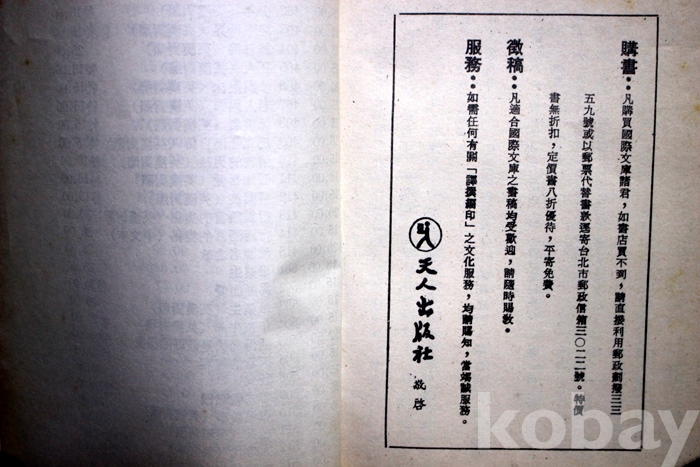 購書：凡購買國際文庫諸君，如書店買不到，請直接利用郵政劃撥三三
五九號或以郵票代替書款逕寄台北市郵政信箱三〇二二號。特價
書無折扣，定價書八折優待，平寄免費。
徵稿：凡適合國際文庫之書稿均受歡迎，請隨時賜教。
服務：如需任何有關「譯撰編印」之文化服務，均請賜知，當竭誠服務。
天人出版社 敬啓
kobay